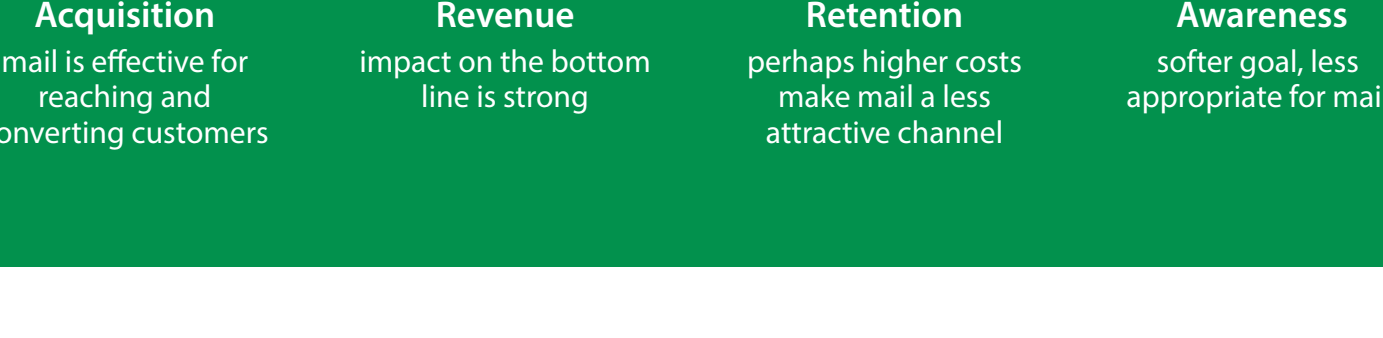 Acquisition
mail is effective for
reaching and
onverting customers
Revenue
impact on the bottom
line is strong
Retention
perhaps higher costs
make mail a less
attractive channel
Awareness
softer goal, less
appropriate for mai